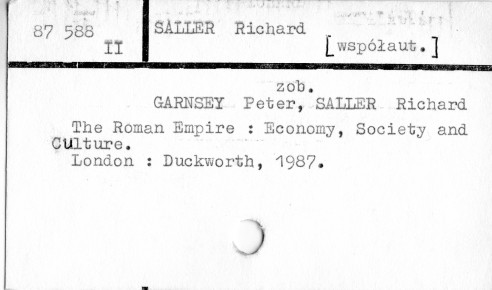 87 588
II
SALLER Richard
[współaut.]
zob.
GARNSEY Peter, SALLER Richard
The Roman Empire : Economy, Society and
Culture.
London : Duckworth, 1987.